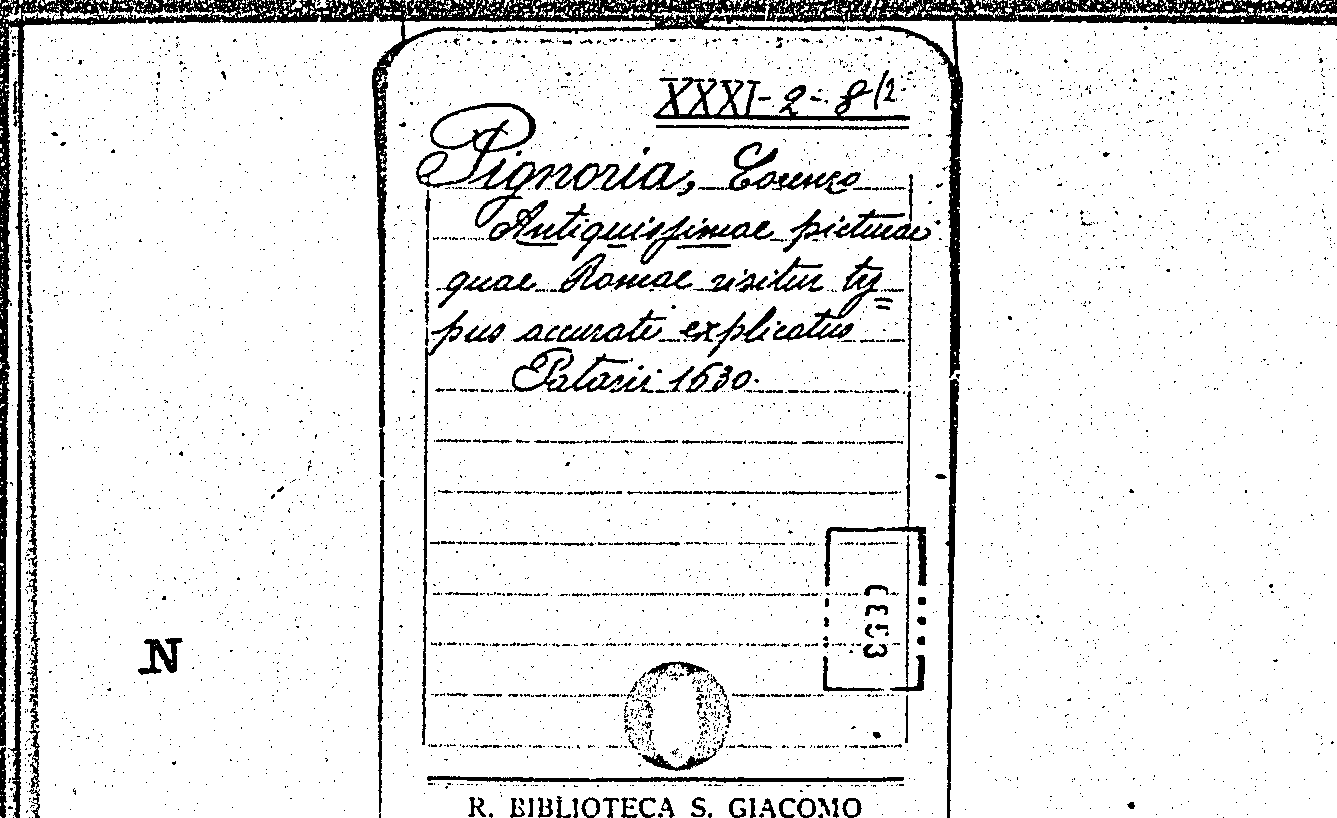 XXXI-2-8/2
Pignoria, Lorenzo
Antiquissimae picturae
quae Romae visitur ty=
pus accurate explicatus
Patavii 1630.
N
R. BIBLIOTECA S. GIACOMO